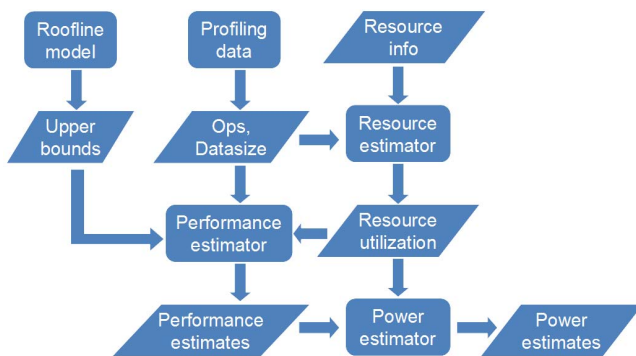 Roofline
model
Profiling
data
Resource
info
Upper
bounds
Ops,
Datasize
Resource
estimator
Performance
estimator
Resource
utilization
Performance
estimates
Power
estimator
Power
estimates